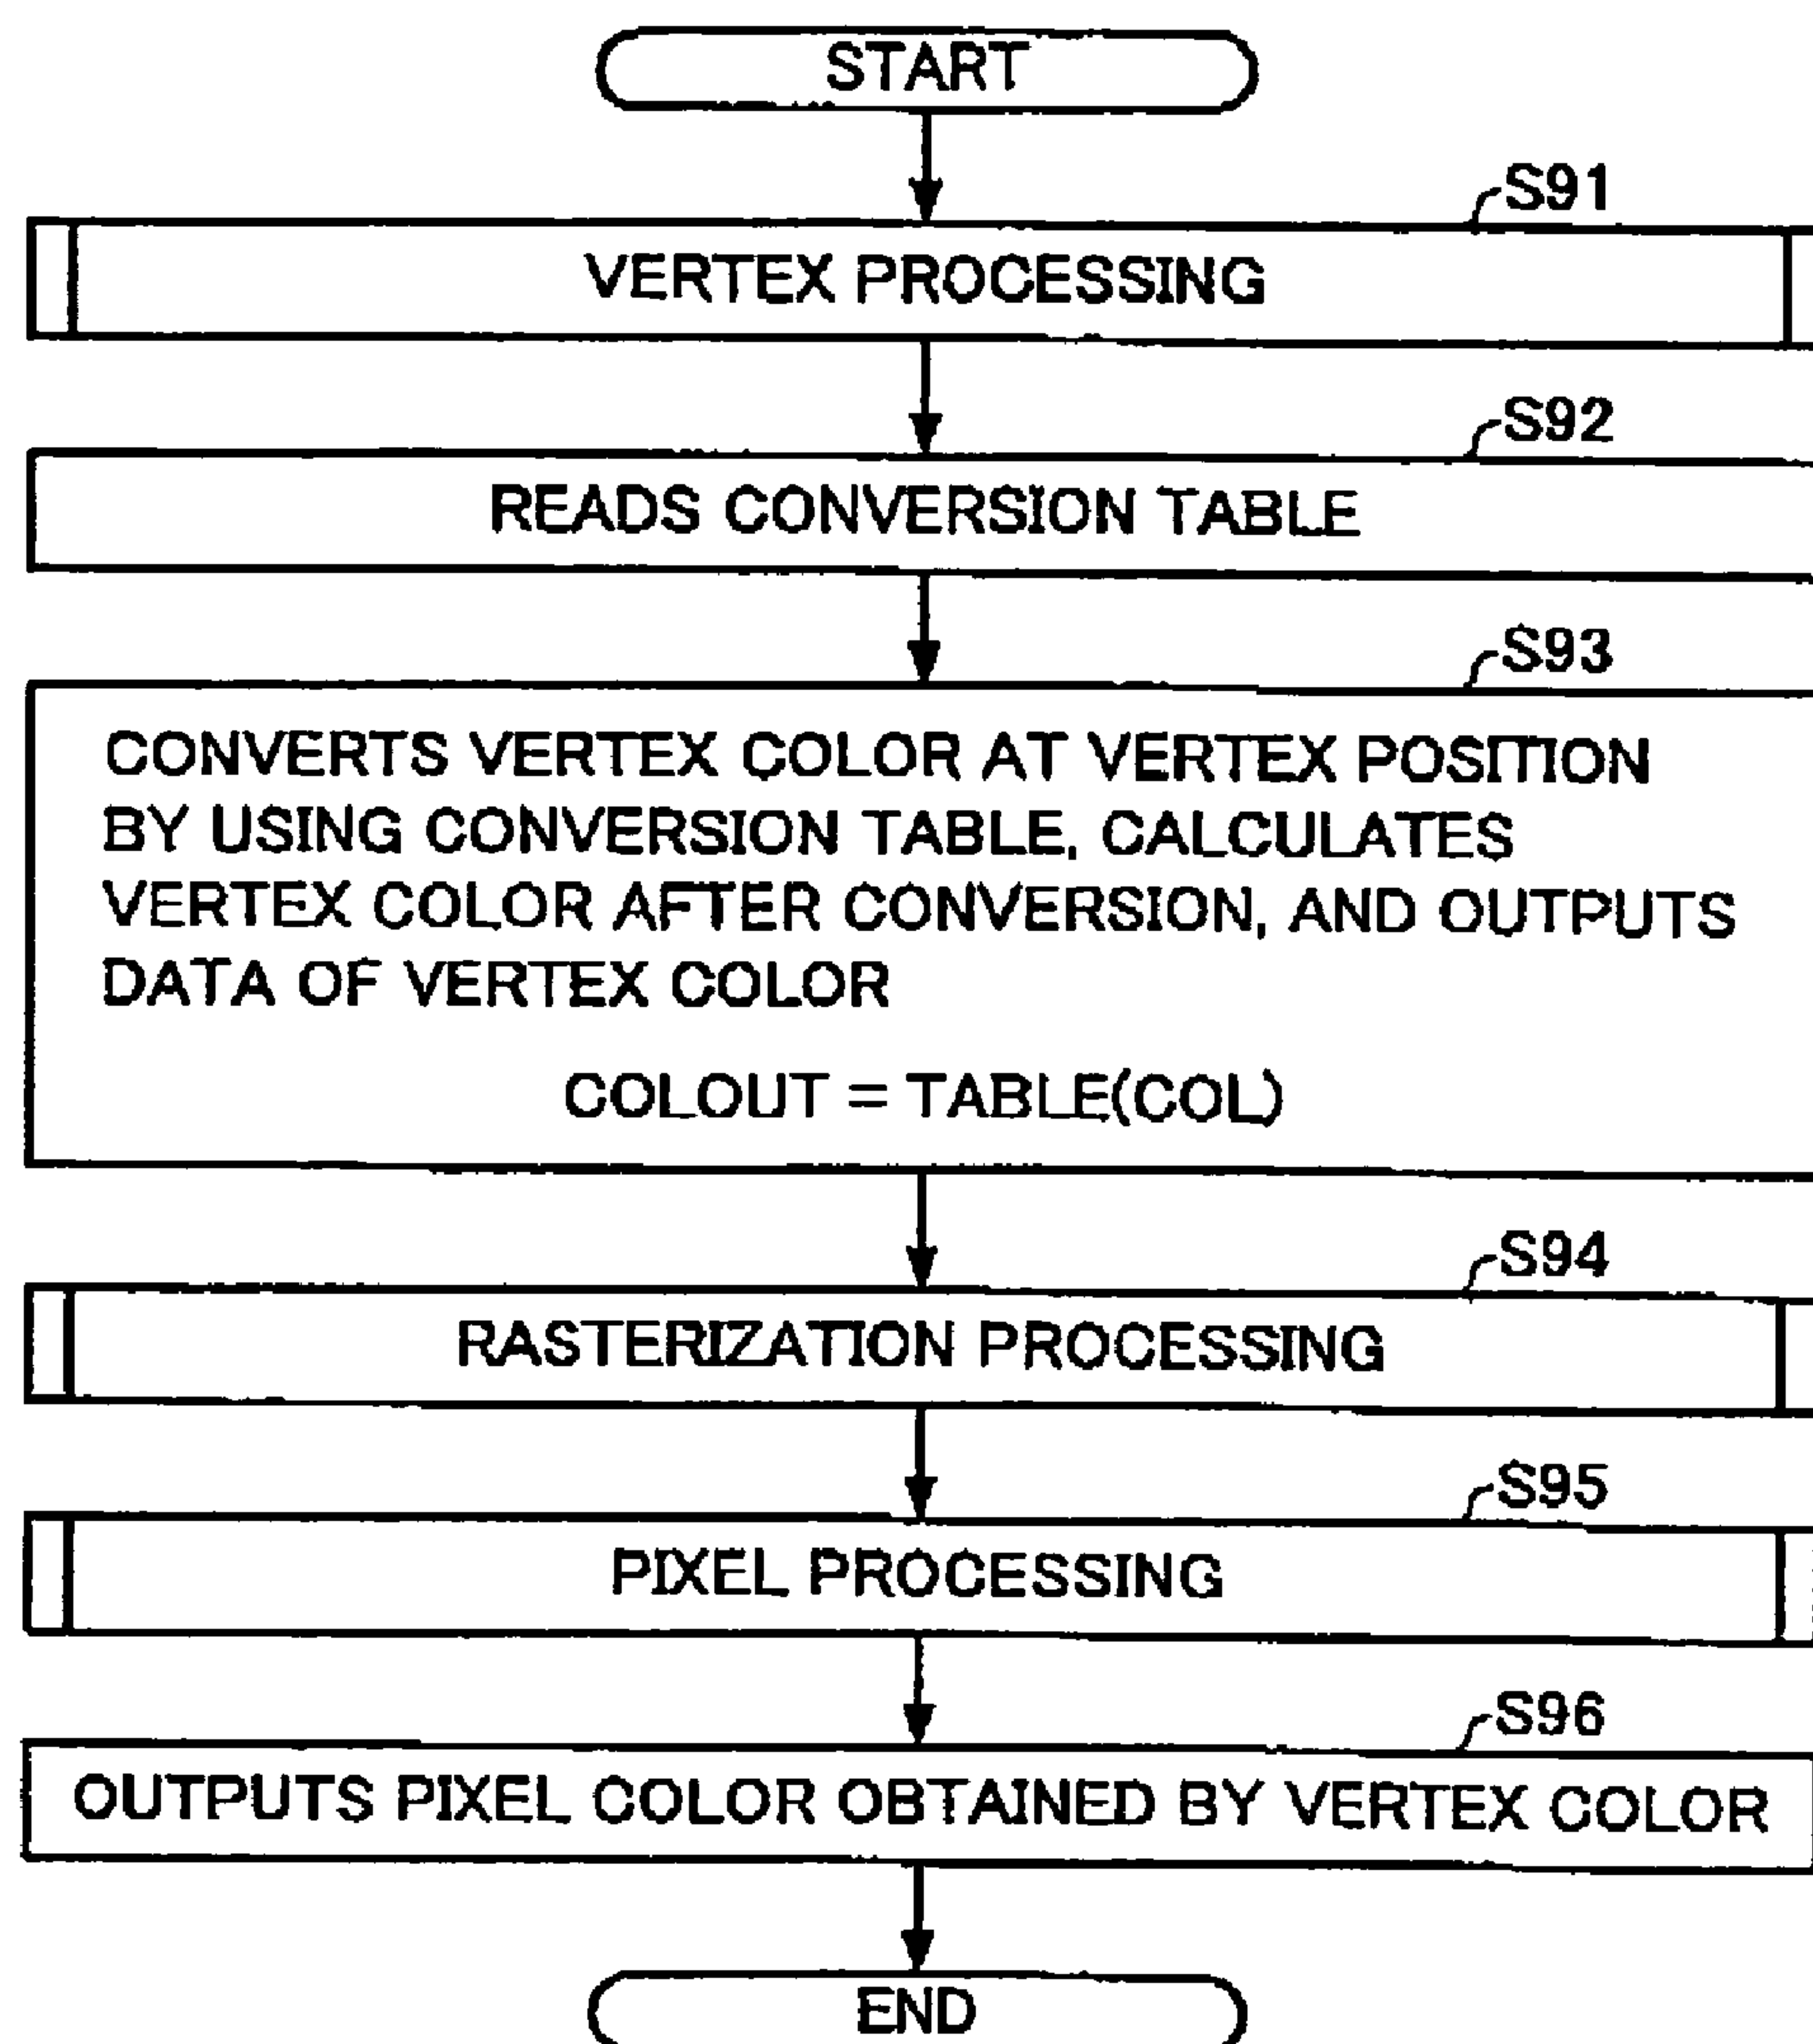 START
S91
VERTEX PROCESSING
S92
READS CONVERSION TABLE
S93
CONVERTS VERTEX COLOR AT VERTEX POSITION
BY USING CONVERSION TABLE, CALCULATES
VERTEX COLOR AFTER CONVERSION, AND OUTPUTS
DATA OF VERTEX COLOR
COLOUT = TABLE(COL)
S94
RASTERIZATION PROCESSING
S95
PIXEL PROCESSING
S96
OUTPUTS PIXEL COLOR OBTAINED BY VERTEX COLOR
END